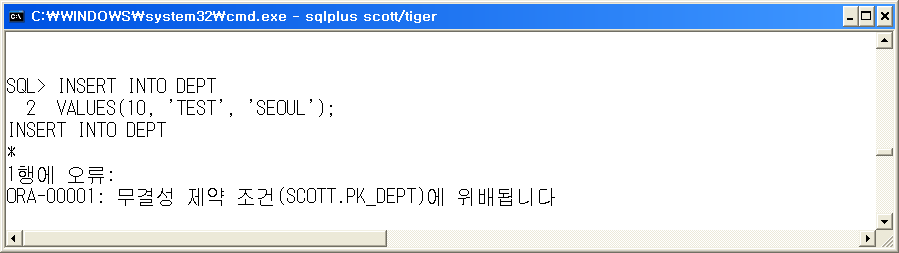 C:₩WINDOWS₩system32₩cmd.exe - sqlplus scott/tiger
SQL> INSERT INTO DEPT
  2  VALUES(10, 'TEST', 'SEOUL');
INSERT INTO DEPT
*
1행에 오류:
ORA-00001: 무결성 제약 조건(SCOTT.PK_DEPT)에 위배됩니다